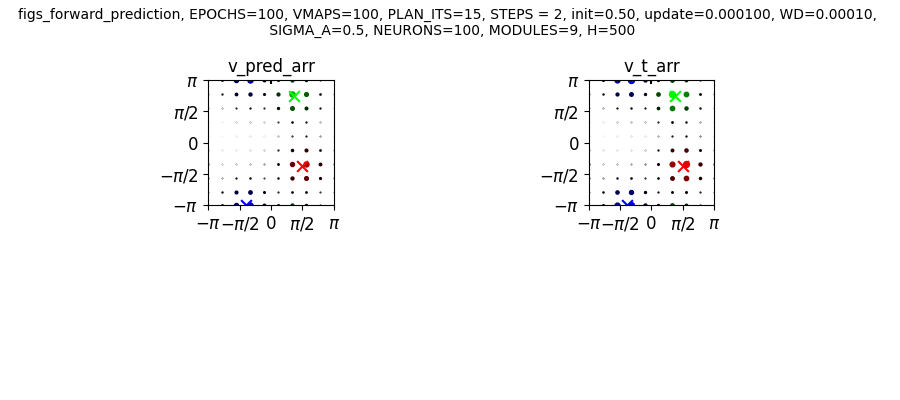 figs_forward_prediction, EPOCHS=100, VMAPS=100, PLAN_ITS=15, STEPS = 2, init=0.50, update=0.000100, WD=0.00010,
SIGMA_A=0.5, NEURONS=100, MODULES=9, H=500
v_pred_arr v_t_arr
π π
π/2 π/2
0 0
−π/2 −π/2
−π −π
−π −π/2 0 π/2 π −π −π/2 0 π/2 π